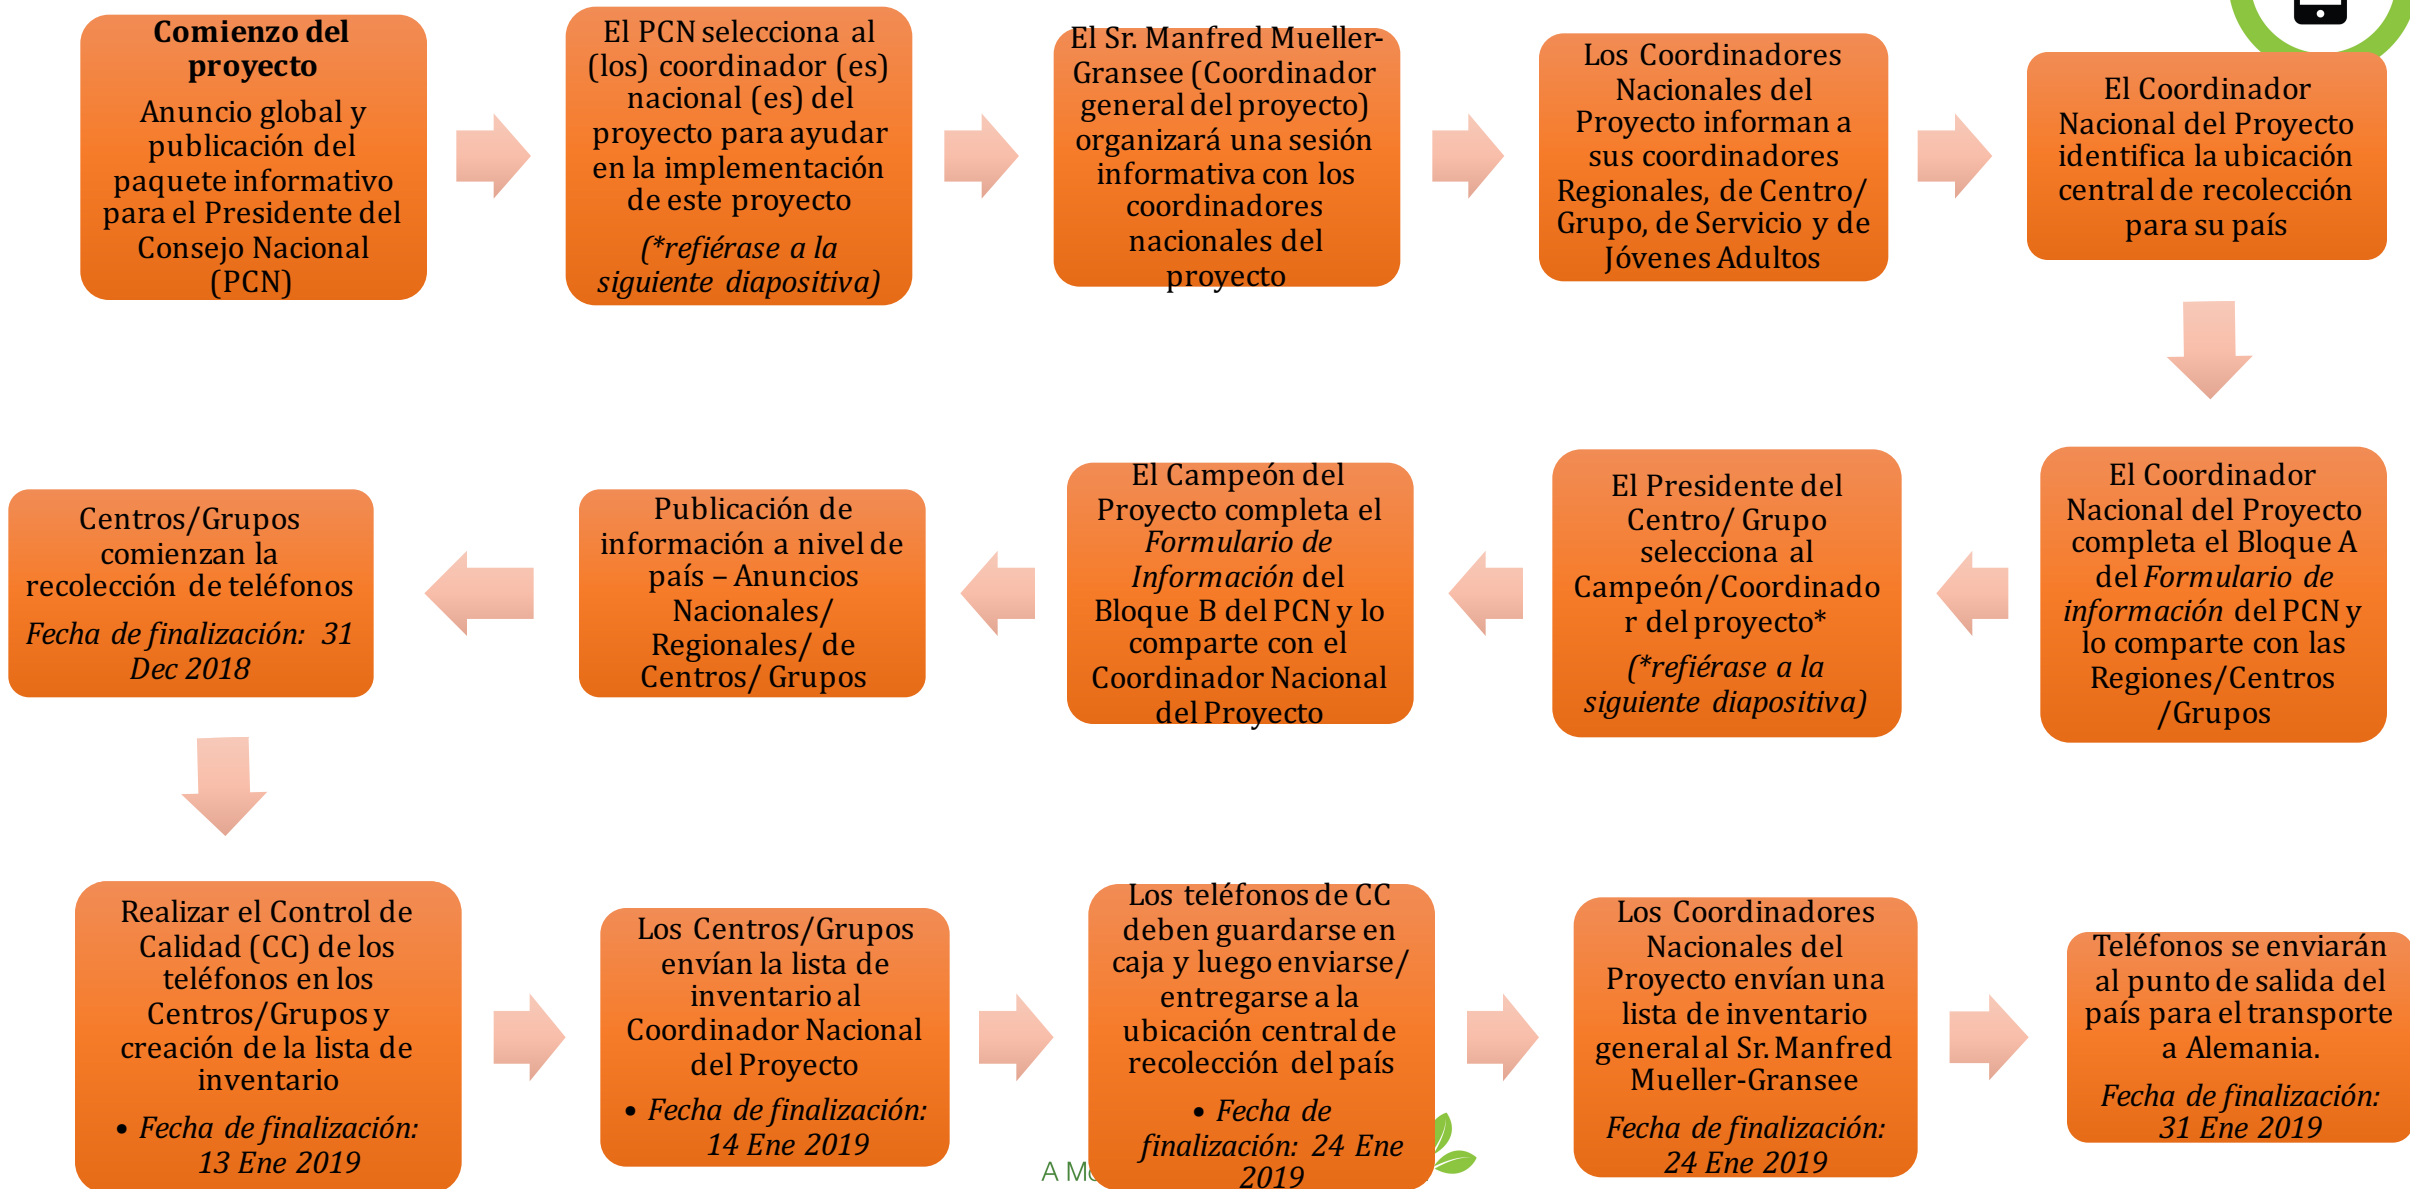 Comienzo del
proyecto
Anuncio global y
publicación del
paquete informativo
para el Presidente del
Consejo Nacional
(PCN)
El PCN selecciona al
(los) coordinador (es)
nacional (es) del
proyecto para ayudar
en la implementación
de este proyecto
(*refiérase a la
siguiente diapositiva)
El Sr. Manfred Mueller-
Gransee (Coordinador
general del proyecto)
organizará una sesión
informativa con los
coordinadores
nacionales del
proyecto
Los Coordinadores
Nacionales del
Proyecto informan a
sus coordinadores
Regionales, de Centro/
Grupo, de Servicio y de
Jóvenes Adultos
El Coordinador
Nacional del Proyecto
identifica la ubicación
central de recolección
para su país
El Coordinador
Nacional del Proyecto
completa el Bloque A
del Formulario de
información del PCN y
lo comparte con las
Regiones/Centros
/Grupos
El Presidente del
Centro/ Grupo
selecciona al
Campeón/Coordinado
r del proyecto*
(*refiérase a la
siguiente diapositiva)
El Campeón del
Proyecto completa el
Formulario de
Información del
Bloque B del PCN y lo
comparte con el
Coordinador Nacional
del Proyecto
Publicación de
información a nivel de
país – Anuncios
Nacionales/
Regionales/ de
Centros/ Grupos
Centros/Grupos
comienzan la
recolección de teléfonos
Fecha de finalización: 31
Dec 2018
Realizar el Control de
Calidad (CC) de los
teléfonos en los
Centros/Grupos y
creación de la lista de
inventario
• Fecha de finalización:
13 Ene 2019
Los Centros/Grupos
envían la lista de
inventario al
Coordinador Nacional
del Proyecto
• Fecha de finalización:
14 Ene 2019
Los teléfonos de CC
deben guardarse en
caja y luego enviarse/
entregarse a la
ubicación central de
recolección del país
• Fecha de
finalización: 24 Ene
2019
Los Coordinadores
Nacionales del
Proyecto envían una
lista de inventario
general al Sr. Manfred
Mueller-Gransee
Fecha de finalización:
24 Ene 2019
Teléfonos se enviarán
al punto de salida del
país para el transporte
a Alemania.
Fecha de finalización:
31 Ene 2019
A